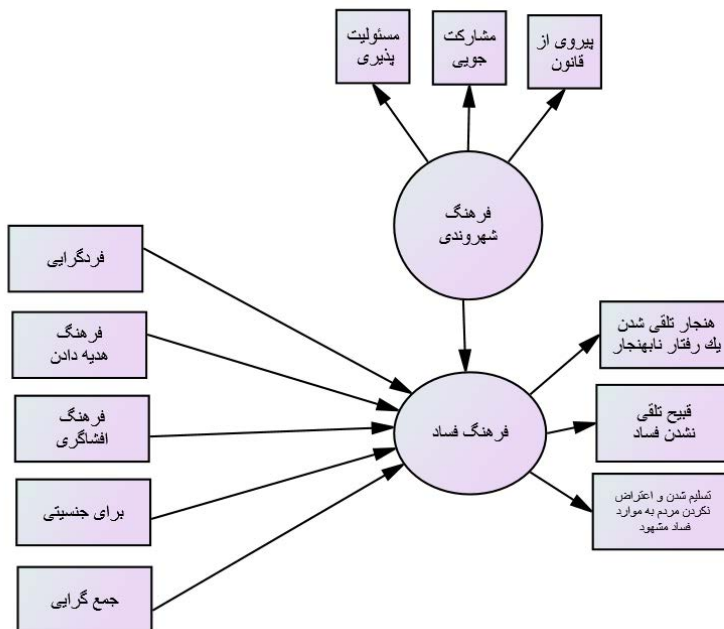 پیروی از
قانون
مشارکت
جویی
مسئولیت
پذیری
فرهنگ
شهروندی
فردگرایی
فرهنگ
هدیه دادن
فرهنگ
افشاگری
برای جنسیتی
جمع گرایی
فرهنگ فساد
هنجار تلقی شدن
یك رفتار نابهنجار
قبیح تلقی
نشدن فساد
تسلیم شدن و اعتراض
نکردن مردم به موارد
فساد مشهود